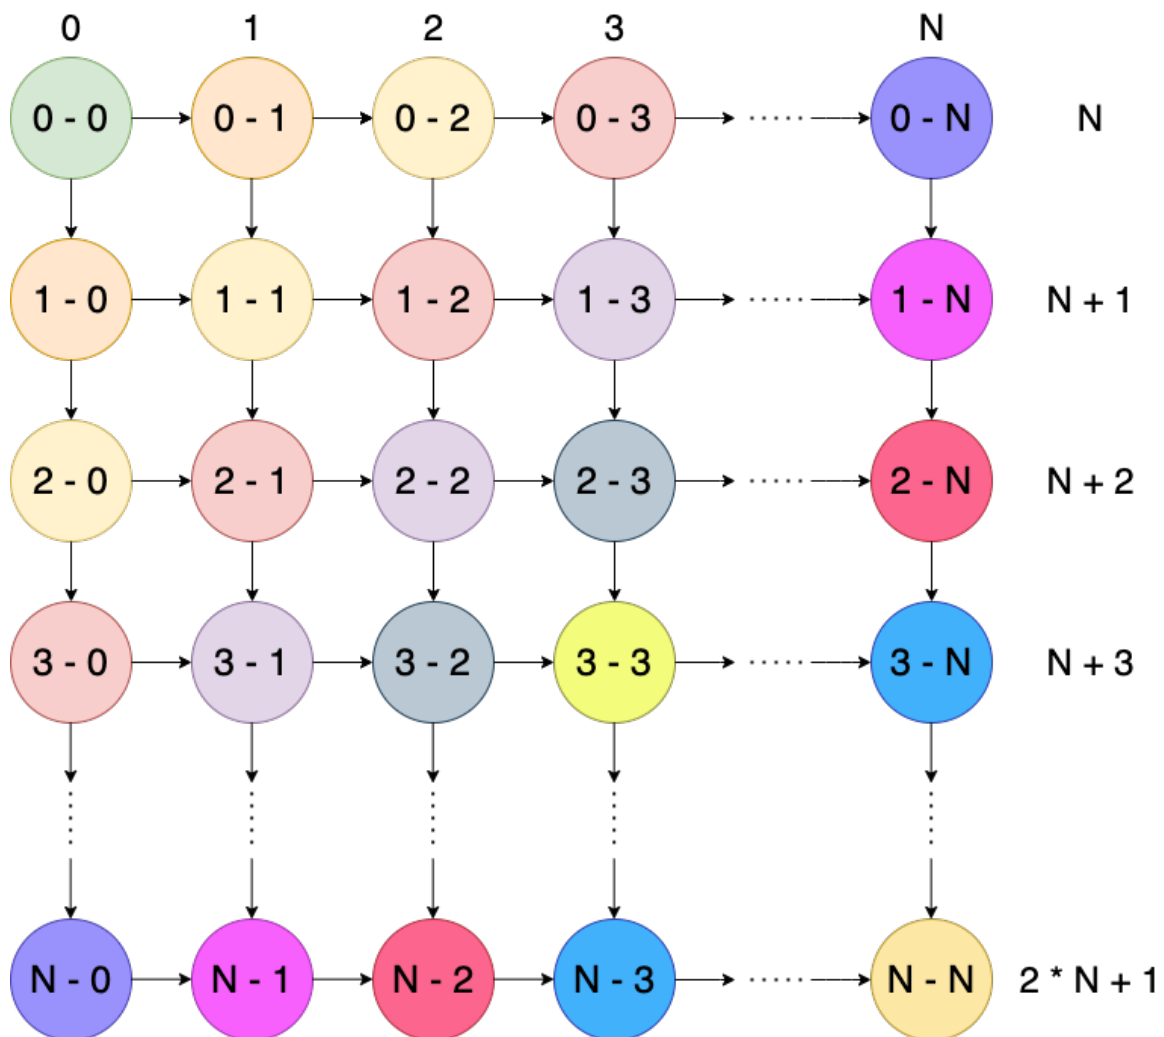 0 1 2 3 N
0 - 0 0 - 1 0 - 2 0 - 3 ..... 0 - N N
1 - 0 1 - 1 1 - 2 1 - 3 ..... 1 - N N + 1
2 - 0 2 - 1 2 - 2 2 - 3 ..... 2 - N N + 2
3 - 0 3 - 1 3 - 2 3 - 3 ..... 3 - N N + 3
N - 0 N - 1 N - 2 N - 3 ..... N - N 2 * N + 1